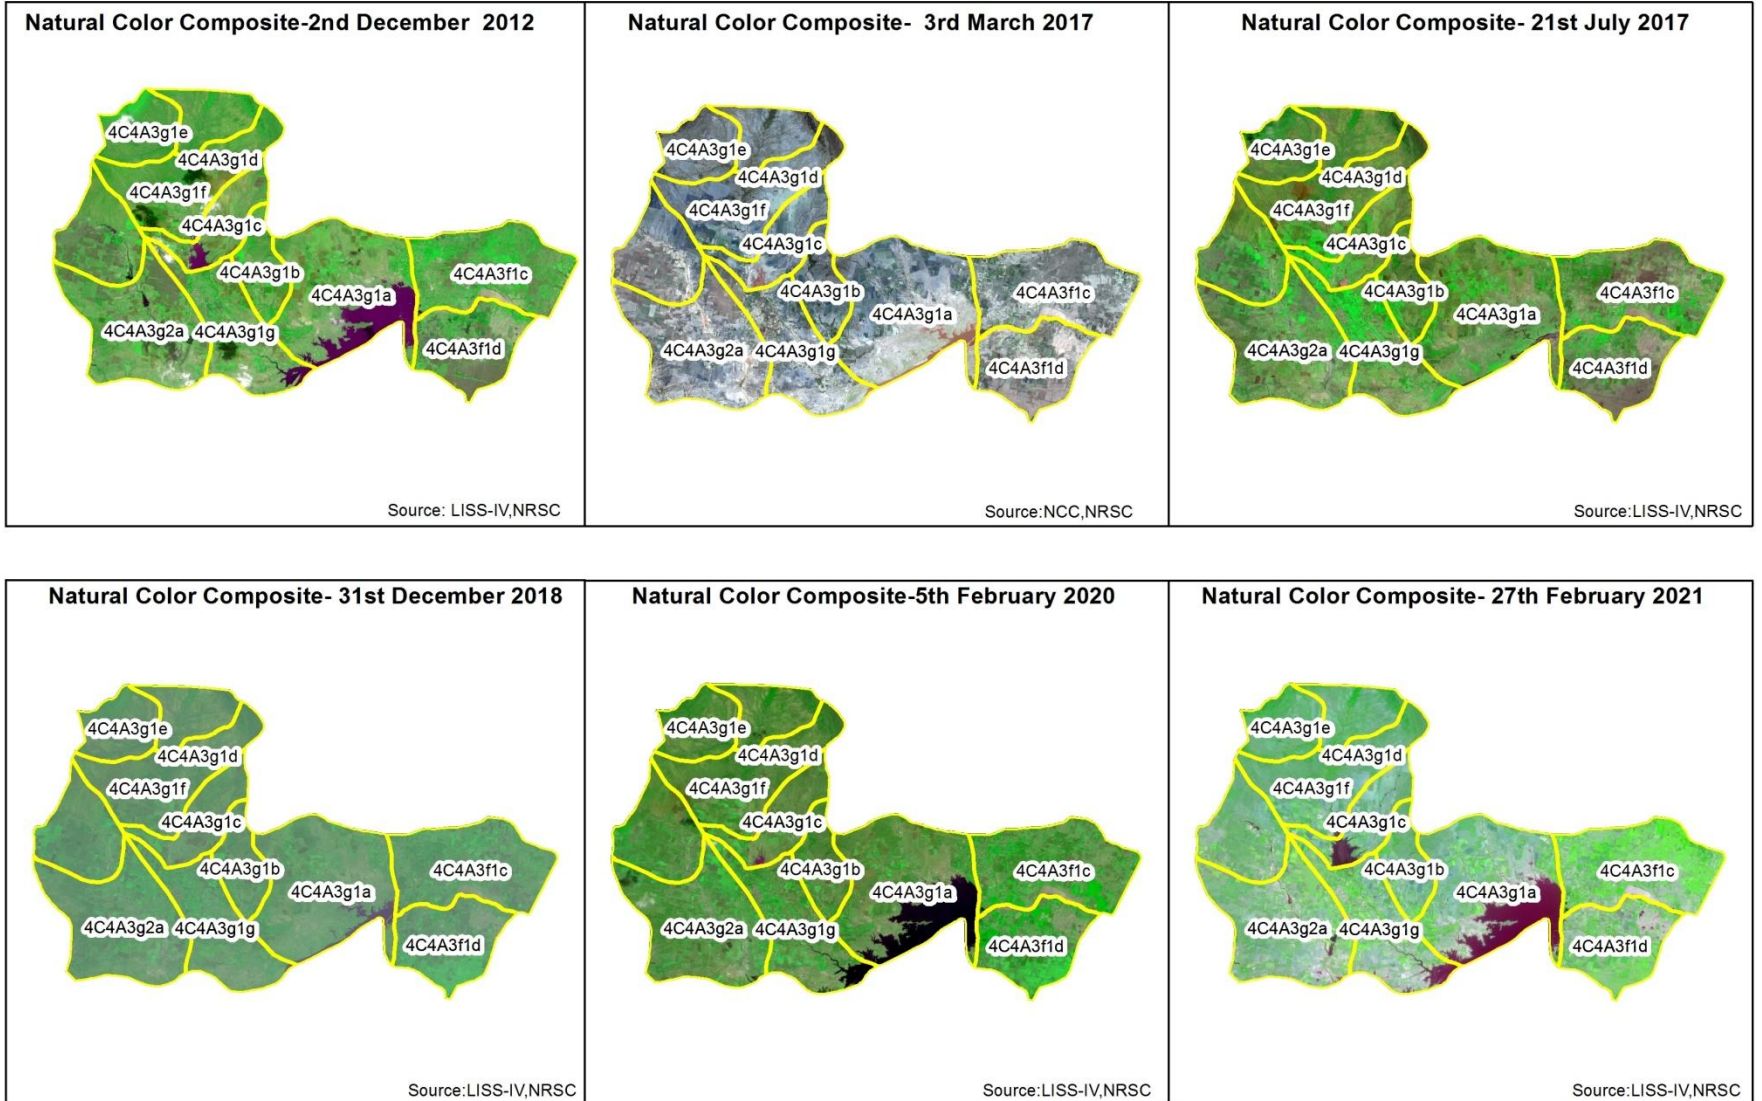 Natural Color Composite-2nd December 2012
4C4A3g1e
4C4A3g1d
4C4A3g1f
4C4A3g1c
4C4A3g1b
4C4A3f1c
4C4A3g1a
4C4A3g2a
4C4A3g1g
4C4A3f1d
Source: LISS-IV,NRSC
Natural Color Composite- 3rd March 2017
4C4A3g1e
4C4A3g1d
4C4A3g1f
4C4A3g1c
4C4A3g1b
4C4A3f1c
4C4A3g1a
4C4A3g2a
4C4A3g1g
4C4A3f1d
Source:NCC,NRSC
Natural Color Composite- 21st July 2017
4C4A3g1e
4C4A3g1d
4C4A3g1f
4C4A3g1c
4C4A3g1b
4C4A3f1c
4C4A3g1a
4C4A3g2a
4C4A3g1g
4C4A3f1d
Source:LISS-IV,NRSC
Natural Color Composite- 31st December 2018
4C4A3g1e
4C4A3g1d
4C4A3g1f
4C4A3g1c
4C4A3g1b
4C4A3f1c
4C4A3g1a
4C4A3g2a
4C4A3g1g
4C4A3f1d
Source:LISS-IV,NRSC
Natural Color Composite-5th February 2020
4C4A3g1e
4C4A3g1d
4C4A3g1f
4C4A3g1c
4C4A3g1b
4C4A3f1c
4C4A3g1a
4C4A3g2a
4C4A3g1g
4C4A3f1d
Source:LISS-IV,NRSC
Natural Color Composite- 27th February 2021
4C4A3g1e
4C4A3g1d
4C4A3g1f
4C4A3g1c
4C4A3g1b
4C4A3f1c
4C4A3g1a
4C4A3g2a
4C4A3g1g
4C4A3f1d
Source:LISS-IV,NRSC